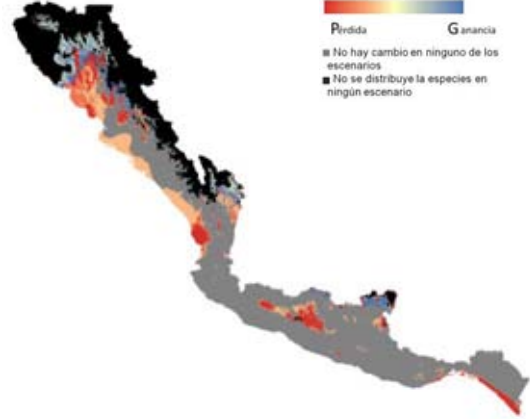 Pérdida Ganancia
No hay cambio en ninguno de los
escenarios
No se distribuye la especies en
ningún escenario